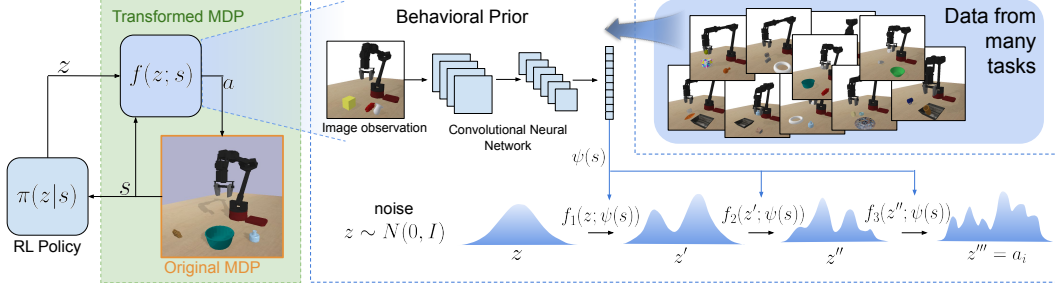 Transformed MDP
z
f(z; s)
a
s
π(z|s)
RL Policy
Original MDP
Behavioral Prior
Image observation
Convolutional Neural
Network
ψ(s)
Data from
many
tasks
noise
z ∼ N(0, I)
f₁(z; ψ(s))
f₂(z′; ψ(s))
f₃(z″; ψ(s))
z
z′
z″
z‴ = aᵢ